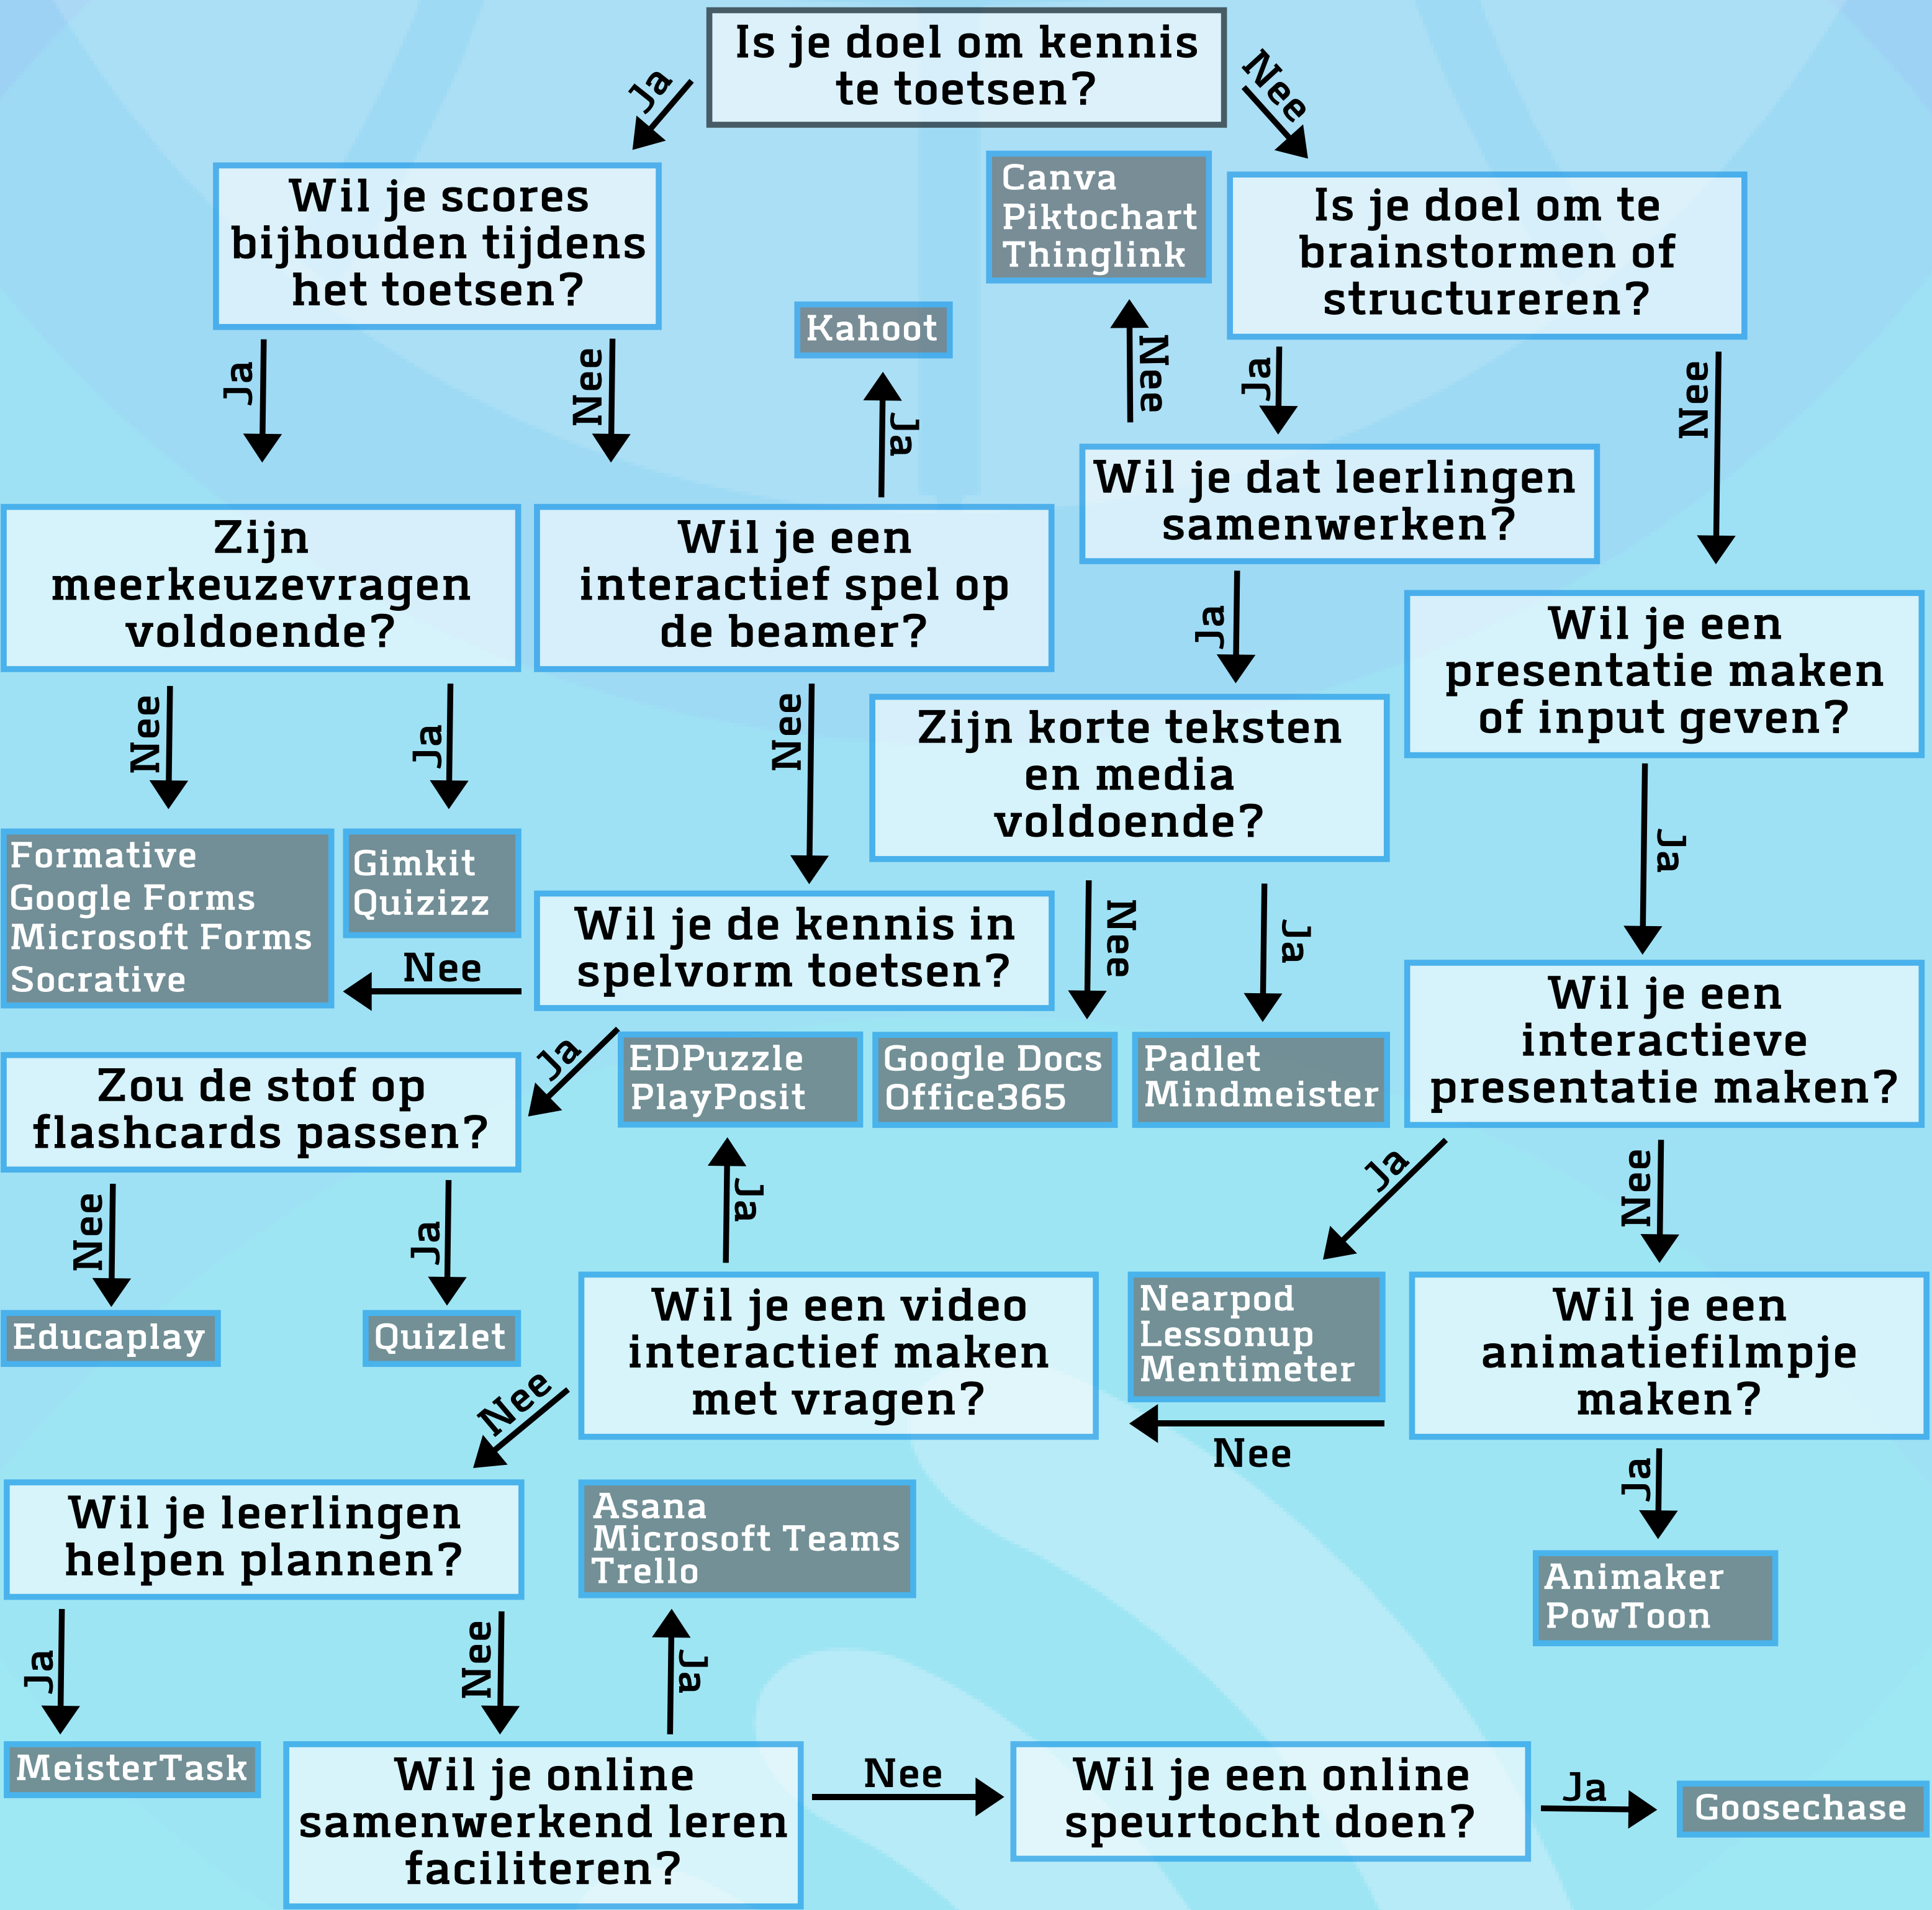 Is je doel om kennis
te toetsen?
Ja
Nee
Wil je scores
bijhouden tijdens
het toetsen?
Canva
Piktochart
Thinglink
Is je doel om te
brainstormen of
structureren?
Kahoot
Ja
Nee
Ja
Nee
Ja
Nee
Wil je dat leerlingen
samenwerken?
Zijn
meerkeuzevragen
voldoende?
Wil je een
interactief spel op
de beamer?
Ja
Wil je een
presentatie maken
of input geven?
Nee
Ja
Nee
Zijn korte teksten
en media
voldoende?
Ja
Formative
Google Forms
Microsoft Forms
Socrative
Gimkit
Quizizz
Nee
Wil je de kennis in
spelvorm toetsen?
Nee
Ja
Wil je een
interactieve
presentatie maken?
Ja
Zou de stof op
flashcards passen?
EDPuzzle
PlayPosit
Google Docs
Office365
Padlet
Mindmeister
Nee
Ja
Ja
Ja
Nee
Educaplay
Quizlet
Wil je een video
interactief maken
met vragen?
Nearpod
Lessonup
Mentimeter
Wil je een
animatiefilmpje
maken?
Nee
Nee
Ja
Wil je leerlingen
helpen plannen?
Asana
Microsoft Teams
Trello
Animaker
PowToon
Ja
Nee
Ja
MeisterTask
Wil je online
samenwerkend leren
faciliteren?
Nee
Wil je een online
speurtocht doen?
Ja
Goosechase